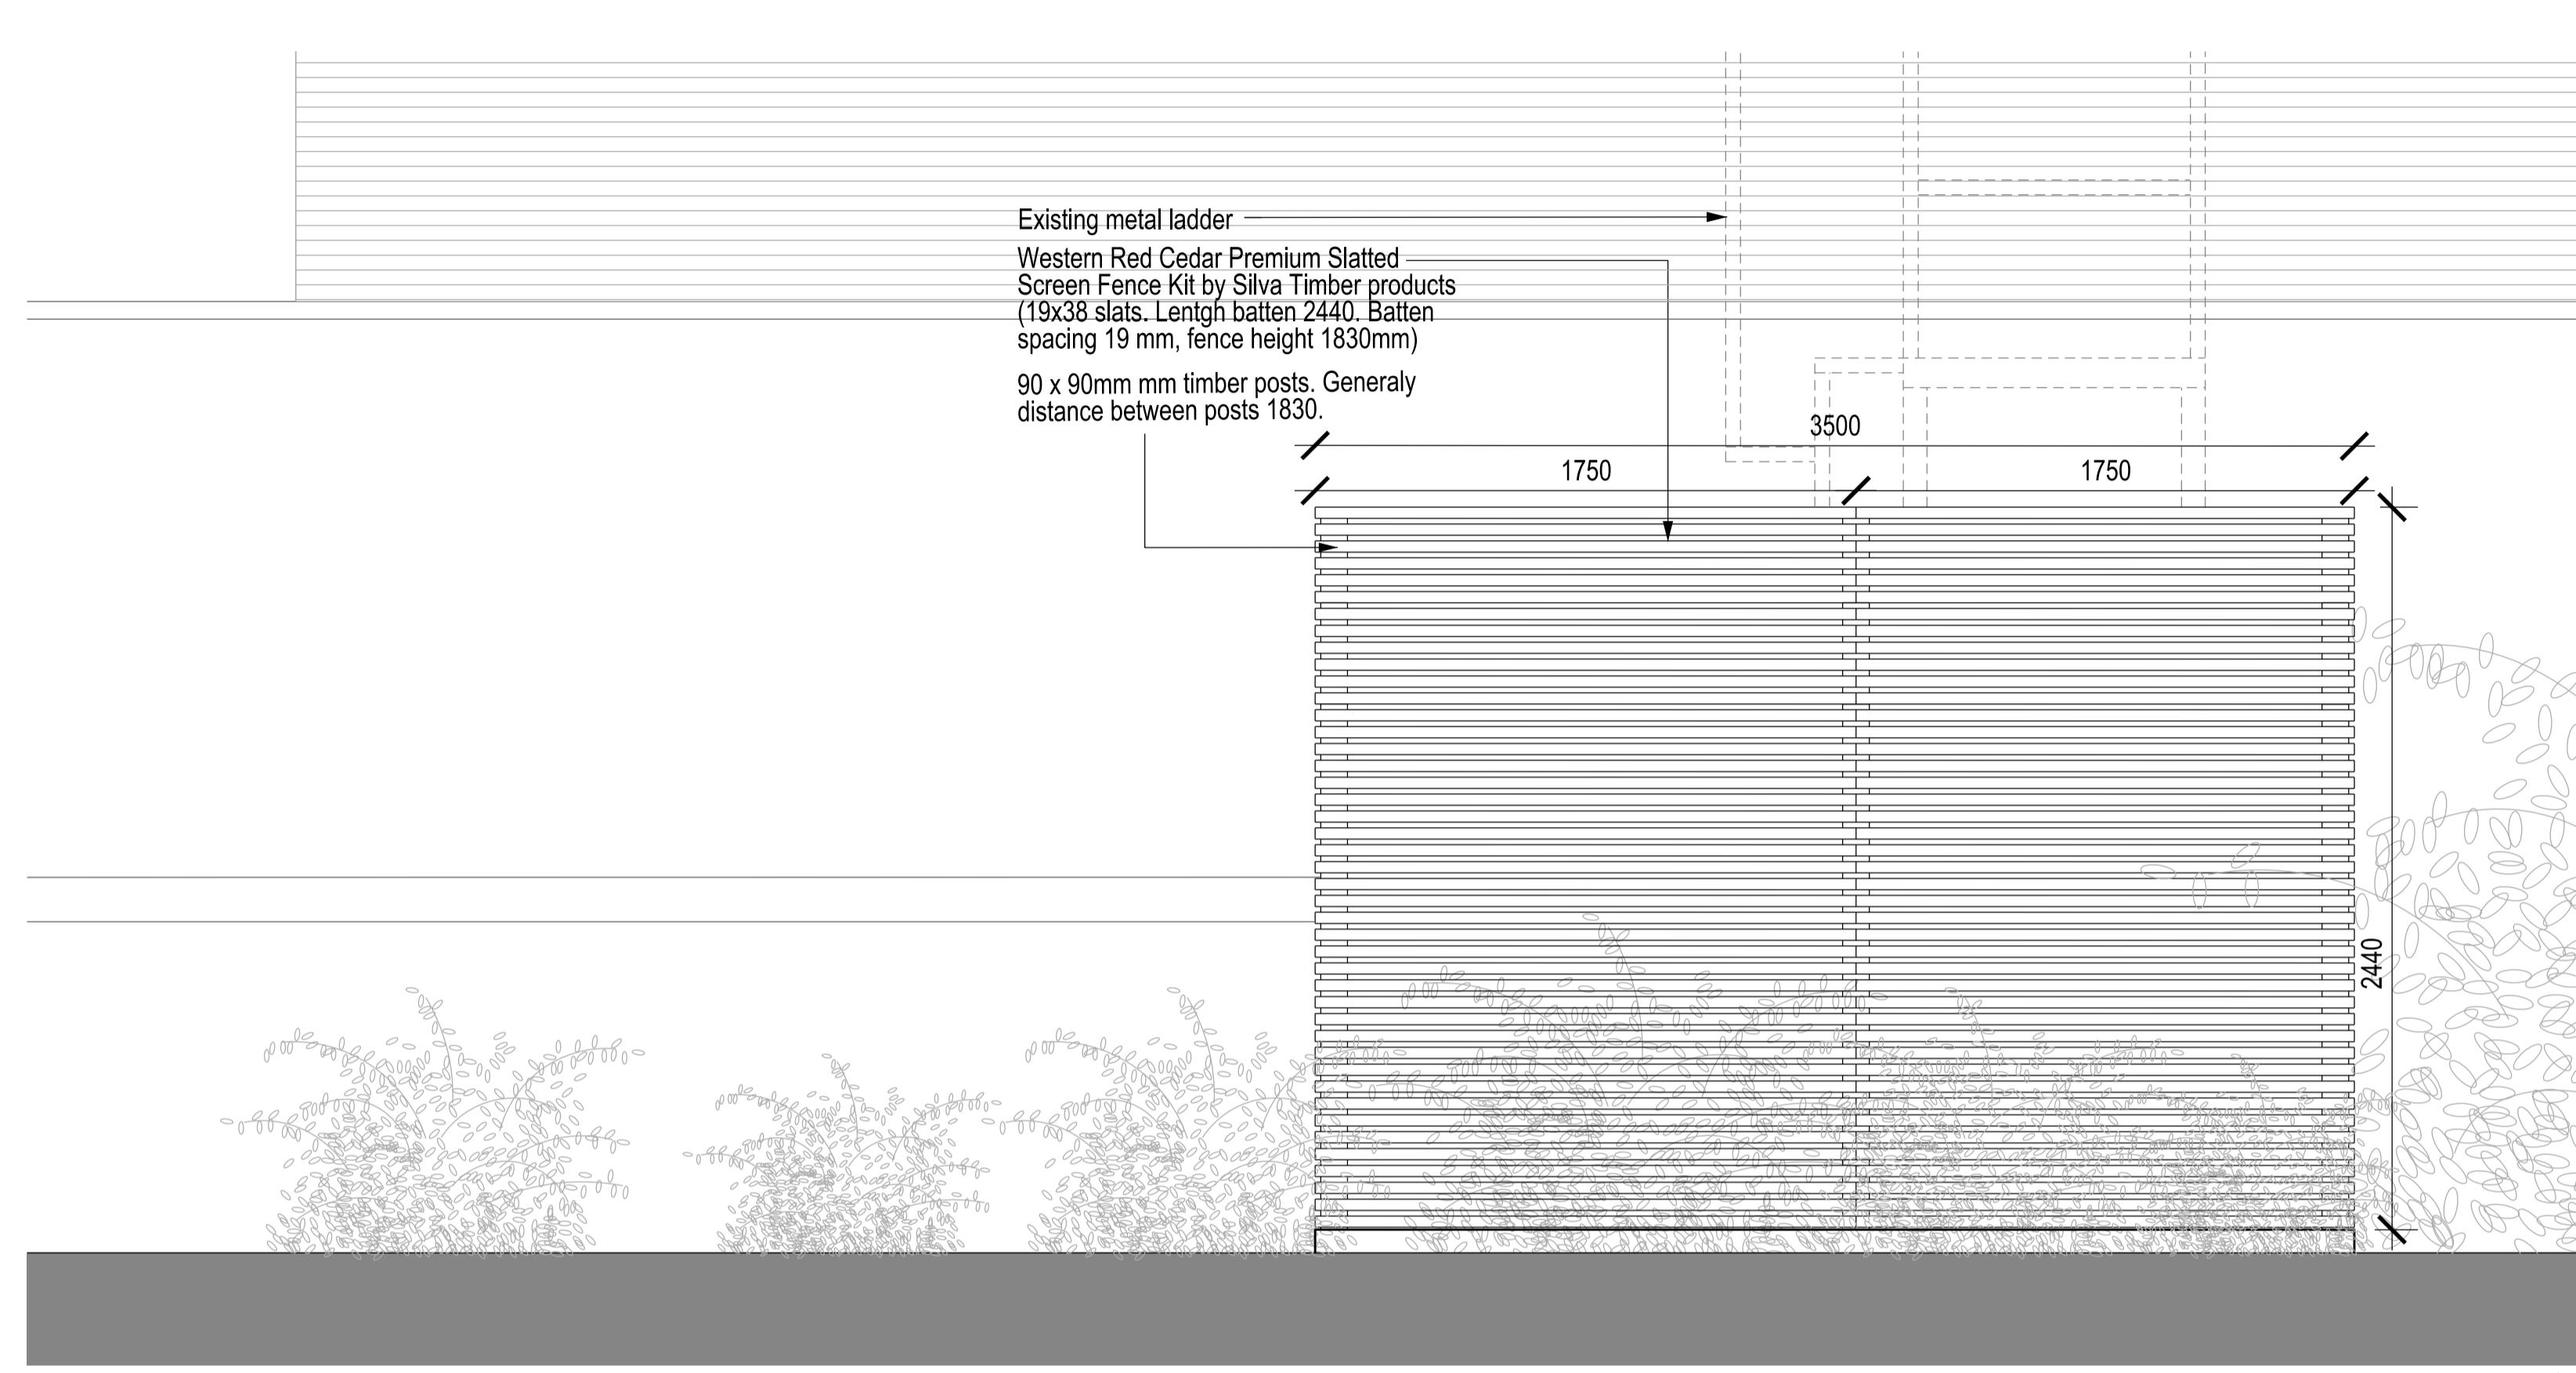 Existing metal ladder
Western Red Cedar Premium Slatted
Screen Fence Kit by Silva Timber products
(19x38 slats. Lentgh batten 2440. Batten
spacing 19 mm, fence height 1830mm)
90 x 90mm mm timber posts. Generaly
distance between posts 1830.
3500
1750
1750
2440